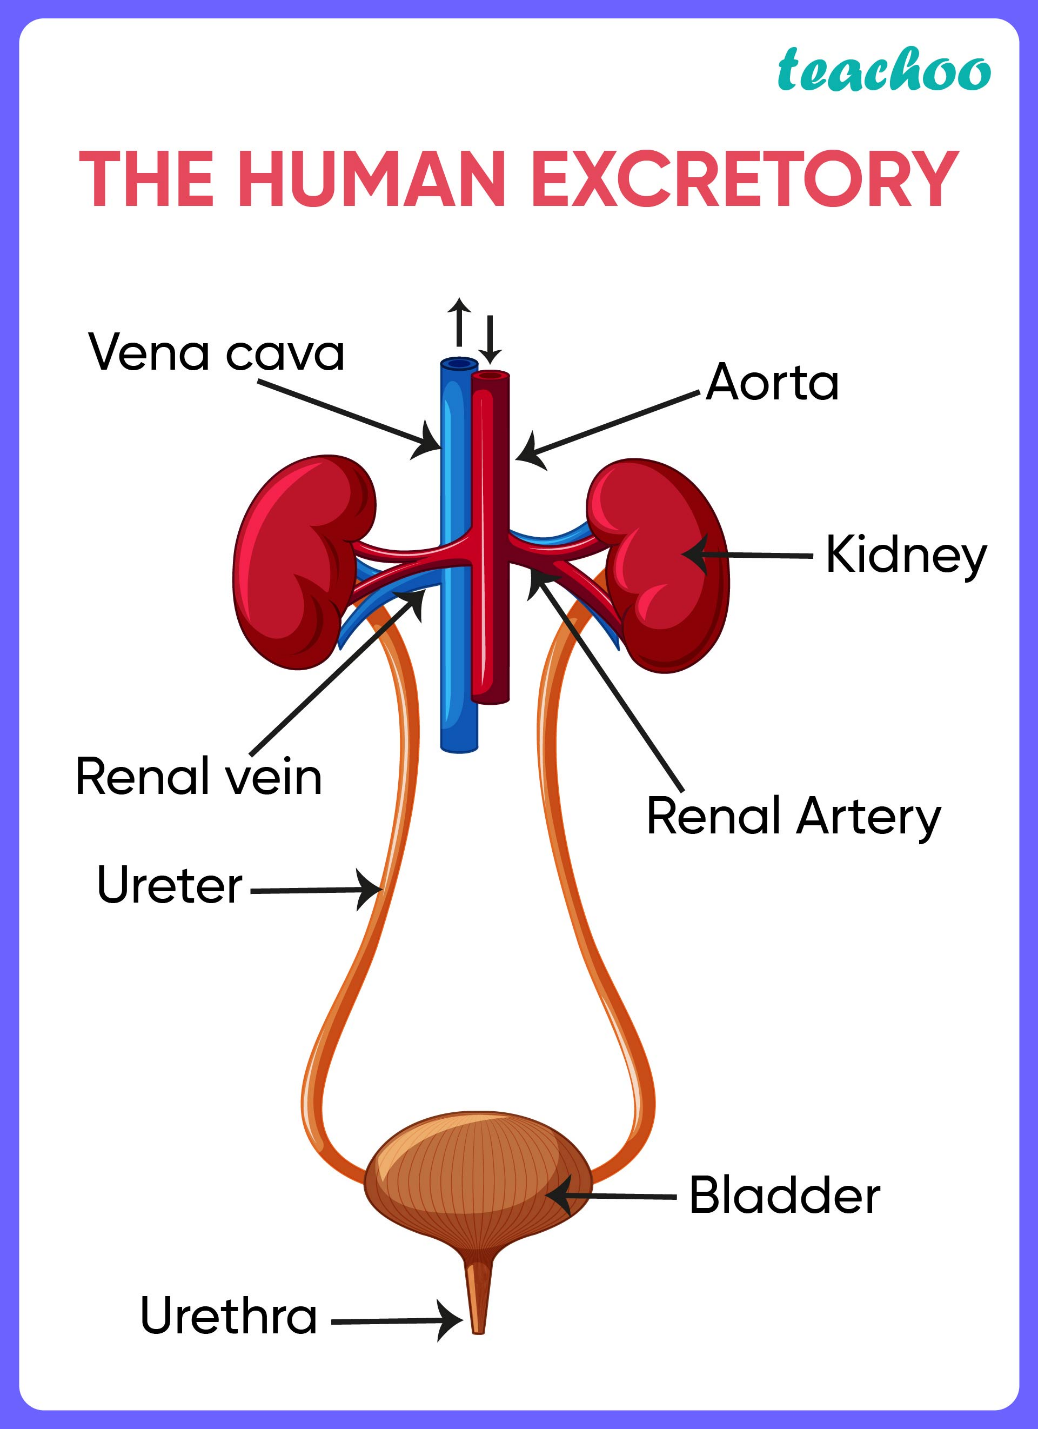 teachoo
THE HUMAN EXCRETORY
Vena cava
Aorta
Kidney
Renal vein
Renal Artery
Ureter
Bladder
Urethra